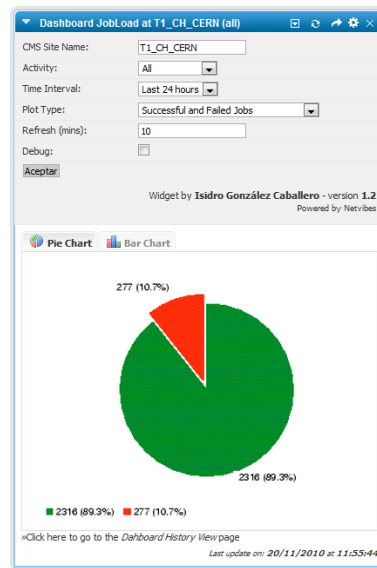 Dashboard JobLoad at T1_CH_CERN (all)
CMS Site Name: T1_CH_CERN
Activity: All
Time Interval: Last 24 hours
Plot Type: Successful and Failed Jobs
Refresh (mins): 10
Debug:
Aceptar
Widget by Isidro González Caballero - version 1.2
Powered by Netvibes
Pie Chart Bar Chart
277 (10.7%)
2316 (89.3%)
2316 (89.3%) 277 (10.7%)
»Click here to go to the Dahboard History View page
Last update on: 20/11/2010 at 11:55:44